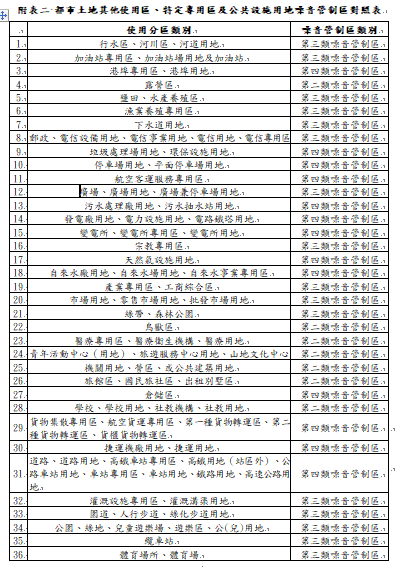 附表二 都市土地其他使用區、特定專用區及公共設施用地噪音管制區對照表
使用分區類別 噪音管制區類別
1. 行水區、河川區、河道用地 第三類噪音管制區
2. 加油站專用區、加油站場用地及加油站 第三類噪音管制區
3. 港埠專用區、港埠用地 第四類噪音管制區
4. 露營區 第二類噪音管制區
5. 鹽田、水產養殖區 第三類噪音管制區
6. 漁業養殖專用區 第三類噪音管制區
7. 下水道用地 第三類噪音管制區
8. 郵政、電信設備用地、電信事業用地、電信用地、電信專用區 第三類噪音管制區
9. 垃圾處理場用地、環保設施用地 第四類噪音管制區
10. 停車場用地、平面停車場用地 第四類噪音管制區
11. 航空客運服務專用區 第四類噪音管制區
12. 廣場、廣場用地、廣場兼停車場用地 第三類噪音管制區
13. 污水處理廠用地、污水抽水站用地 第四類噪音管制區
14. 發電廠用地、電力設施用地、電路鐵塔用地 第四類噪音管制區
15. 變電所、變電所專用區、變電所用地 第四類噪音管制區
16. 宗教專用區 第三類噪音管制區
17. 天然氣設施用地 第四類噪音管制區
18. 自來水廠用地、自來水場用地、自來水事業專用區 第四類噪音管制區
19. 產業專用區、工商綜合區 第三類噪音管制區
20. 市場用地、零售市場用地、批發市場用地 第三類噪音管制區
21. 綠帶、森林公園 第三類噪音管制區
22. 鳥獸區 第二類噪音管制區
23. 醫療專用區、醫療衛生機構、醫療用地 第二類噪音管制區
24. 青年活動中心（用地）、旅遊服務中心用地、山地文化中心 第二類噪音管制區
25. 機關用地、營區、或公共建築用地 第二類噪音管制區
26. 旅館區、國民旅社區、出租別墅區 第三類噪音管制區
27. 倉儲區 第四類噪音管制區
28. 學校、學校用地、社教機構、社教用地 第二類噪音管制區
29. 貨物集散專用區、航空貨運專用區、第一種貨物轉運區、第二 第四類噪音管制區
種貨物轉運區、貨櫃貨物轉運區
30. 捷運機廠用地、捷運用地 第四類噪音管制區
31. 道路、道路用地、高鐵車站專用區、高鐵用地（站區外）、公 第四類噪音管制區
路車站用地、車站專用區、車站用地、鐵路用地、高速公路用
地
32. 灌溉設施專用區、灌溉溝渠用地 第三類噪音管制區
33. 園道、人行步道、綠化步道用地 第三類噪音管制區
34. 公園、綠地、兒童遊樂場、遊樂區、公(兒)用地 第三類噪音管制區
35. 纜車站 第三類噪音管制區
36. 體育場所、體育場 第三類噪音管制區